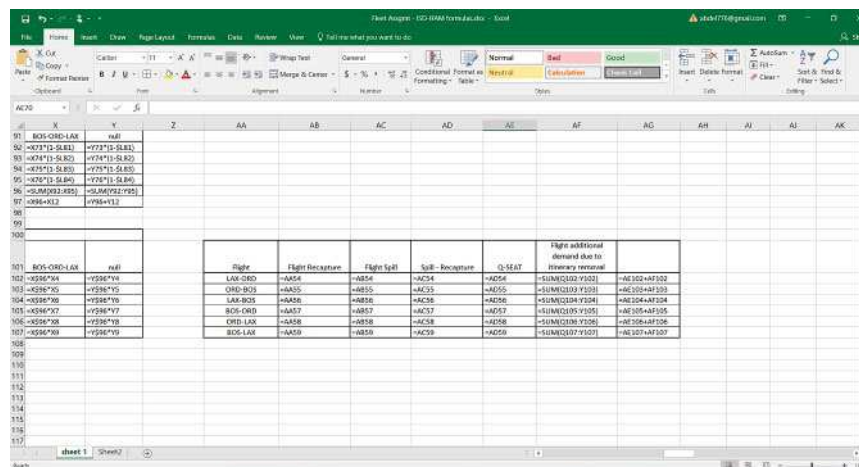 Fleet Assignm - ISD-IFAM formulas.xlsx - Excel
File Home Insert Draw Page Layout Formulas Data Review View Tell me what you want to do
Cut
Copy
Format Painter
Paste
Calibri 11
B I U
Wrap Text
Merge & Center
General
Conditional Formatting
Format as Table
Normal Bad Good
Neutral Calculation Check Cell
Insert Delete Format
AutoSum
Fill
Clear
Sort & Filter
Find & Select
Clipboard Font Alignment Number Styles Cells Editing
AE70
X Y Z AA AB AC AD AE AF AG AH AI AJ AK
91 BOS-ORD-LAX null
92 =X73*(1-$LB1) =Y73*(1-$LB1)
93 =X74*(1-$LB2) =Y74*(1-$LB2)
94 =X75*(1-$LB3) =Y75*(1-$LB3)
95 =X76*(1-$LB4) =Y76*(1-$LB4)
96 =SUM(X92:X95) =SUM(Y92:Y95)
97 =X96+X12 =Y96+Y12
98
99
100
101 BOS-ORD-LAX null Flight Flight Recapture Flight Spill Spill - Recapture Q-SEAT Flight additional demand due to itinerary removal
102 =X$96*X4 =Y$96*Y4 LAX-ORD =AA54 =AB54 =AC54 =AD54 =SUM(Q102:Y102) =AE102+AF102
103 =X$96*X5 =Y$96*Y5 ORD-BOS =AA55 =AB55 =AC55 =AD55 =SUM(Q103:Y103) =AE103+AF103
104 =X$96*X6 =Y$96*Y6 LAX-BOS =AA56 =AB56 =AC56 =AD56 =SUM(Q104:Y104) =AE104+AF104
105 =X$96*X7 =Y$96*Y7 BOS-ORD =AA57 =AB57 =AC57 =AD57 =SUM(Q105:Y105) =AE105+AF105
106 =X$96*X8 =Y$96*Y8 ORD-LAX =AA58 =AB58 =AC58 =AD58 =SUM(Q106:Y106) =AE106+AF106
107 =X$96*X9 =Y$96*Y9 BOS-LAX =AA59 =AB59 =AC59 =AD59 =SUM(Q107:Y107) =AE107+AF107
108
109
110
111
112
113
114
115
116
117
sheet 1 Sheet2
Ready